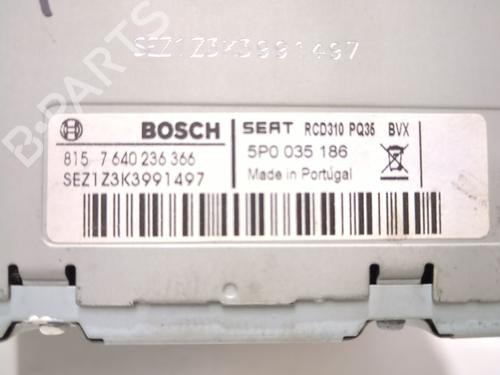 SEZ1Z3K3991497
BOSCH
SEAT RCD310 PQ35 BVX
815 7 640 236 366
5P0 035 186
SEZ1Z3K3991497
Made in Portugal
B-PARTS